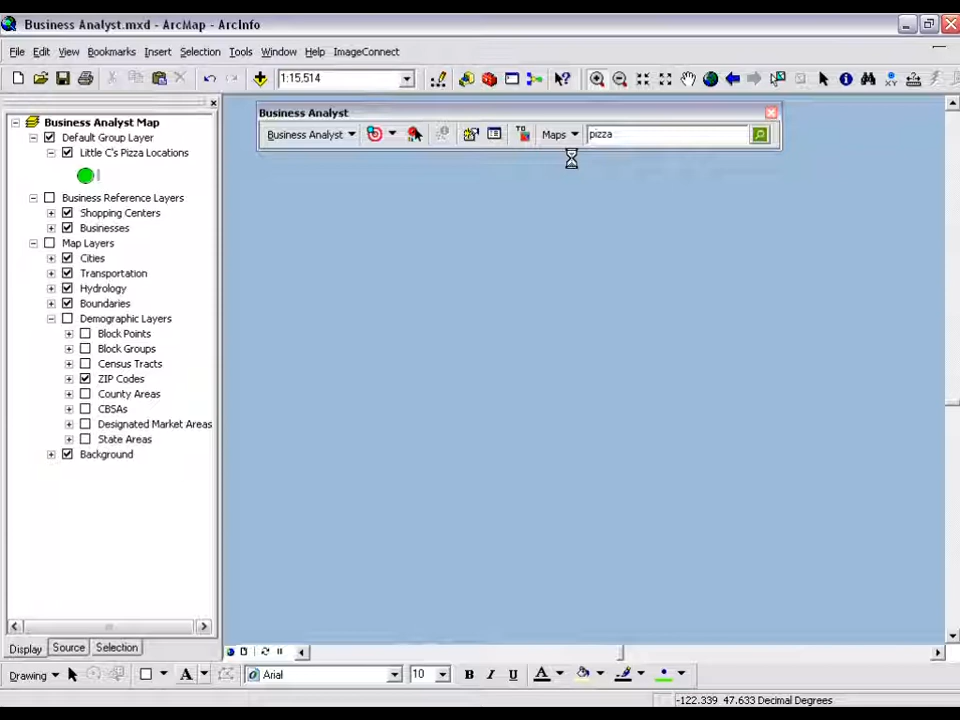 Business Analyst.mxd - ArcMap - ArcInfo
File Edit View Bookmarks Insert Selection Tools Window Help ImageConnect
1:15,514
Business Analyst
Business Analyst Maps pizza
Business Analyst Map
Default Group Layer
Little C's Pizza Locations
Business Reference Layers
Shopping Centers
Businesses
Map Layers
Cities
Transportation
Hydrology
Boundaries
Demographic Layers
Block Points
Block Groups
Census Tracts
ZIP Codes
County Areas
CBSAs
Designated Market Areas
State Areas
Background
Display Source Selection
Drawing A Arial 10 B I U A
-122.339 47.633 Decimal Degrees